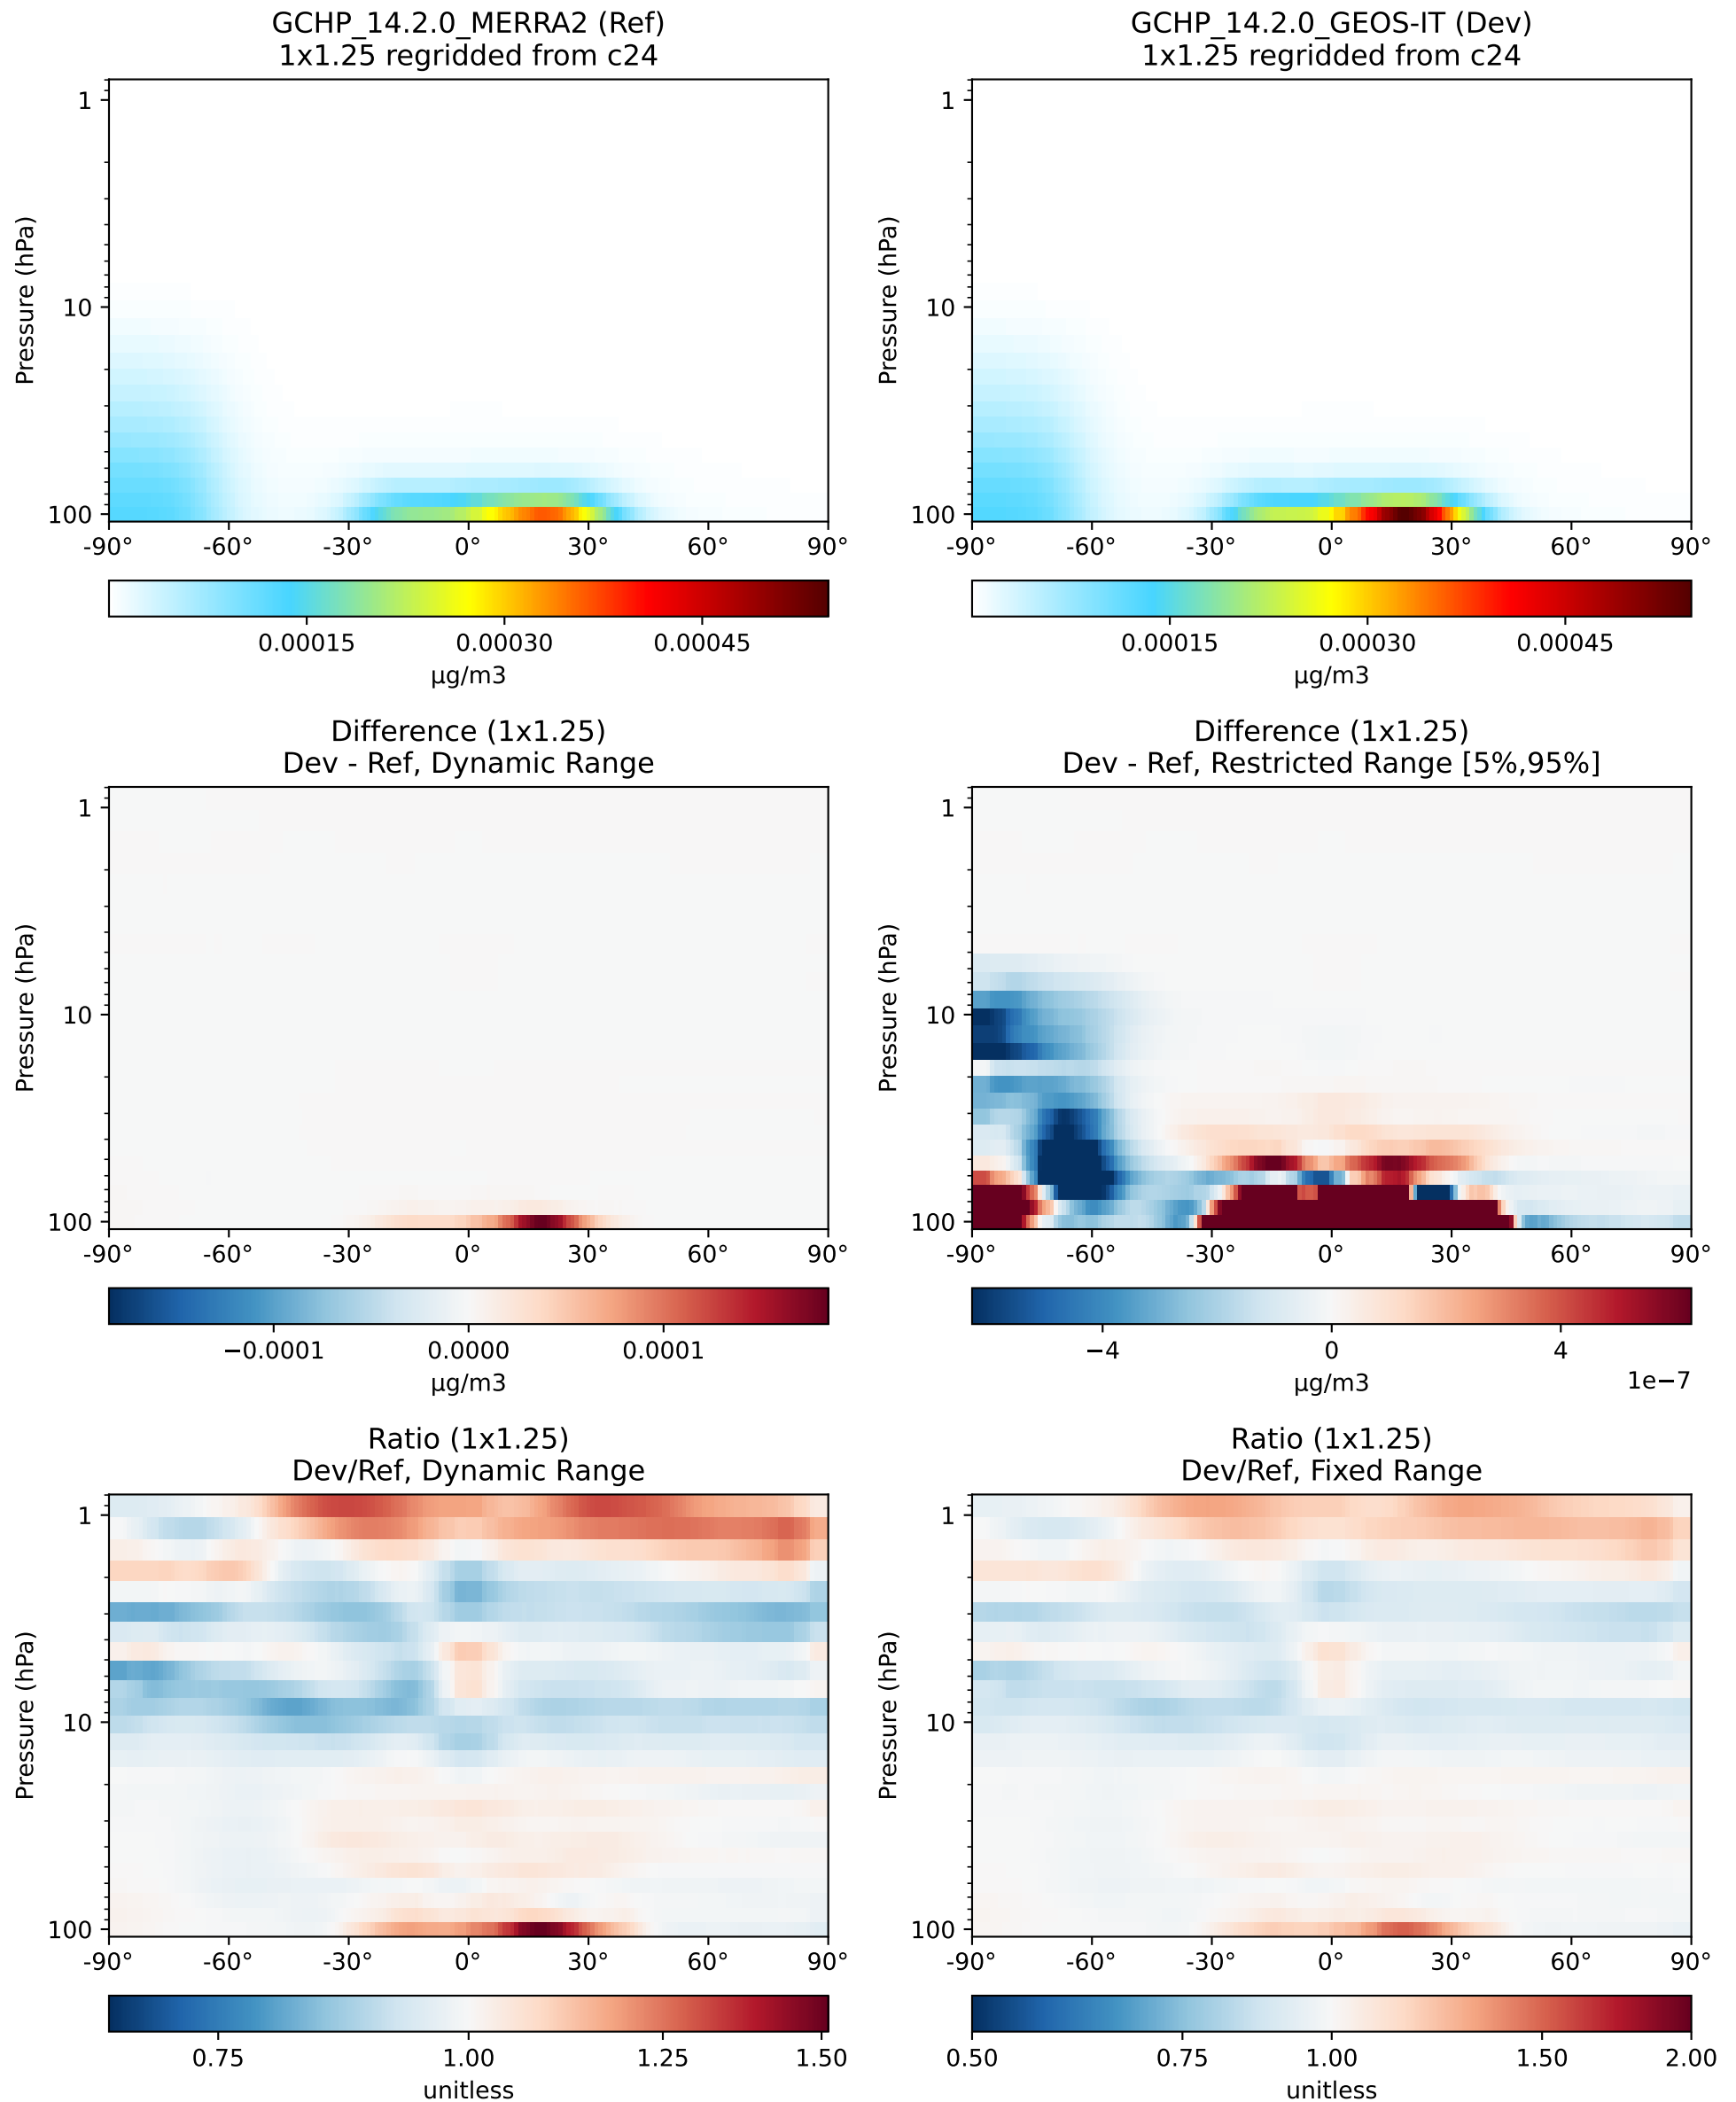 GCHP_14.2.0_MERRA2 (Ref)
1x1.25 regridded from c24
Pressure (hPa)
1
10
100
-90° -60° -30° 0° 30° 60° 90°
0.00015 0.00030 0.00045
µg/m3
GCHP_14.2.0_GEOS-IT (Dev)
1x1.25 regridded from c24
Pressure (hPa)
1
10
100
-90° -60° -30° 0° 30° 60° 90°
0.00015 0.00030 0.00045
µg/m3
Difference (1x1.25)
Dev - Ref, Dynamic Range
Pressure (hPa)
1
10
100
-90° -60° -30° 0° 30° 60° 90°
−0.0001 0.0000 0.0001
µg/m3
Difference (1x1.25)
Dev - Ref, Restricted Range [5%,95%]
Pressure (hPa)
1
10
100
-90° -60° -30° 0° 30° 60° 90°
−4 0 4
µg/m3
1e−7
Ratio (1x1.25)
Dev/Ref, Dynamic Range
Pressure (hPa)
1
10
100
-90° -60° -30° 0° 30° 60° 90°
0.75 1.00 1.25 1.50
unitless
Ratio (1x1.25)
Dev/Ref, Fixed Range
Pressure (hPa)
1
10
100
-90° -60° -30° 0° 30° 60° 90°
0.50 0.75 1.00 1.50 2.00
unitless